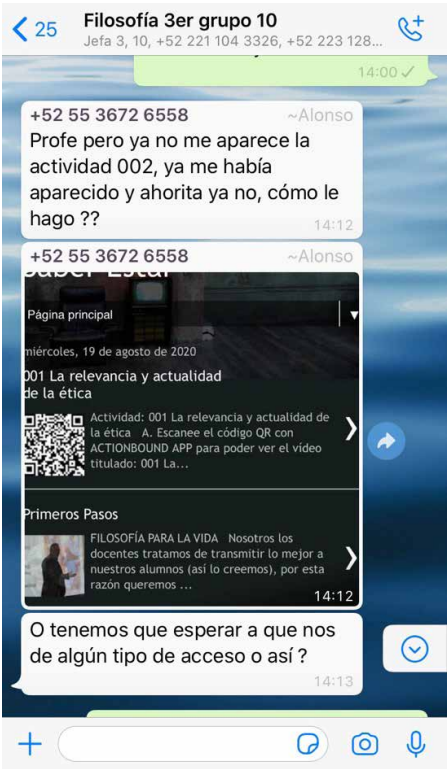 25
Filosofía 3er grupo 10
Jefa 3, 10, +52 221 104 3326, +52 223 128...
14:00
+52 55 3672 6558 ~Alonso
Profe pero ya no me aparece la
actividad 002, ya me había
aparecido y ahorita ya no, cómo le
hago ??
14:12
+52 55 3672 6558 ~Alonso
Saber Estar
Página principal
miércoles, 19 de agosto de 2020
001 La relevancia y actualidad
de la ética
Actividad: 001 La relevancia y actualidad de
la ética A. Escanee el código QR con
ACTIONBOUND APP para poder ver el vídeo
titulado: 001 La...
Primeros Pasos
FILOSOFÍA PARA LA VIDA Nosotros los
docentes tratamos de transmitir lo mejor a
nuestros alumnos (así lo creemos), por esta
razón queremos ...
14:12
O tenemos que esperar a que nos
de algún tipo de acceso o así ?
14:13